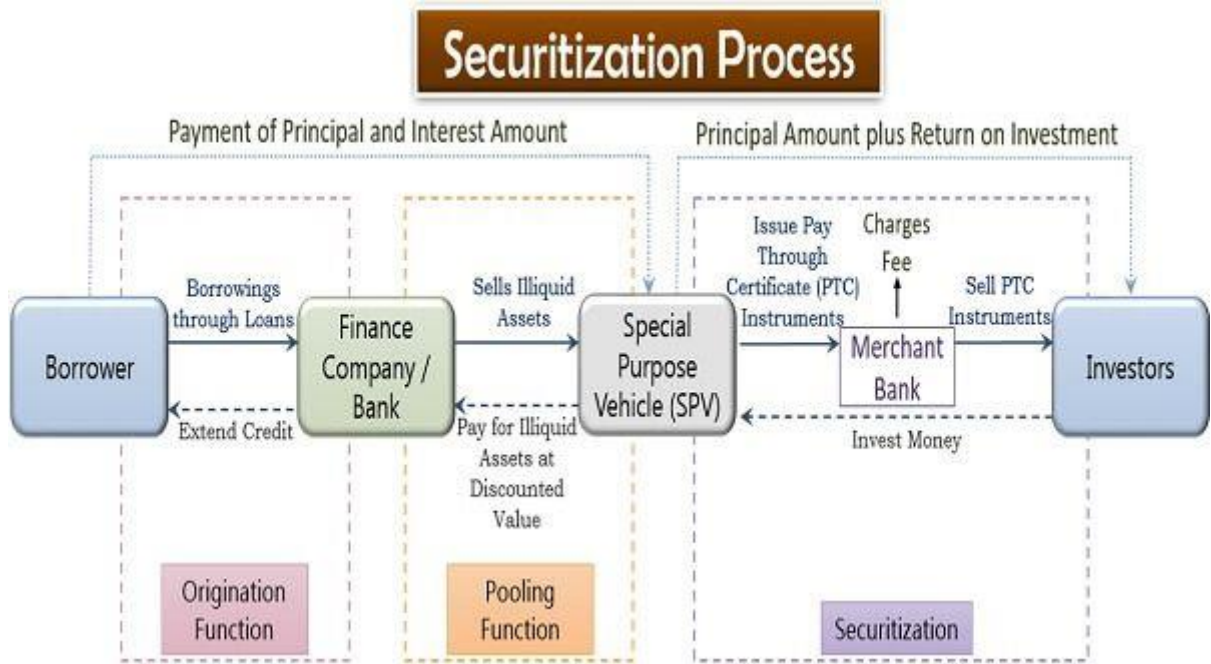 Securitization Process
Payment of Principal and Interest Amount
Principal Amount plus Return on Investment
Borrower
Borrowings
through Loans
Extend Credit
Finance
Company /
Bank
Sells Illiquid
Assets
Pay for Illiquid
Assets at
Discounted
Value
Special
Purpose
Vehicle (SPV)
Issue Pay
Through
Certificate (PTC)
Instruments
Charges
Fee
Merchant
Bank
Sell PTC
Instruments
Invest Money
Investors
Origination
Function
Pooling
Function
Securitization